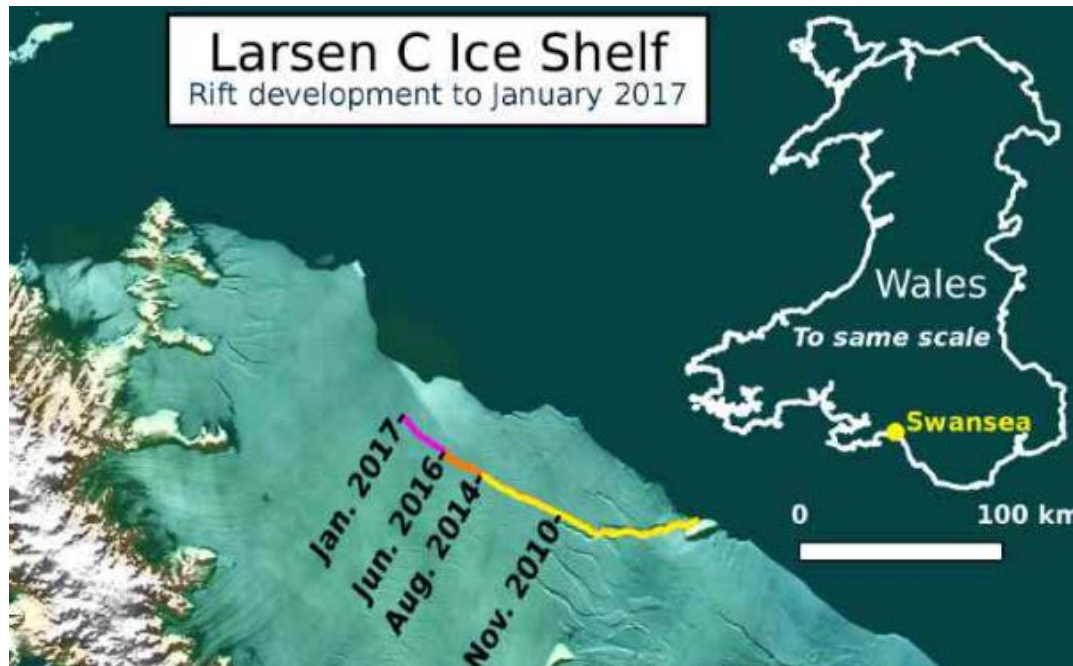 Larsen C Ice Shelf
Rift development to January 2017
Wales
To same scale
Swansea
0 100 km
Jan. 2017
Jun. 2016
Aug. 2014
Nov. 2010